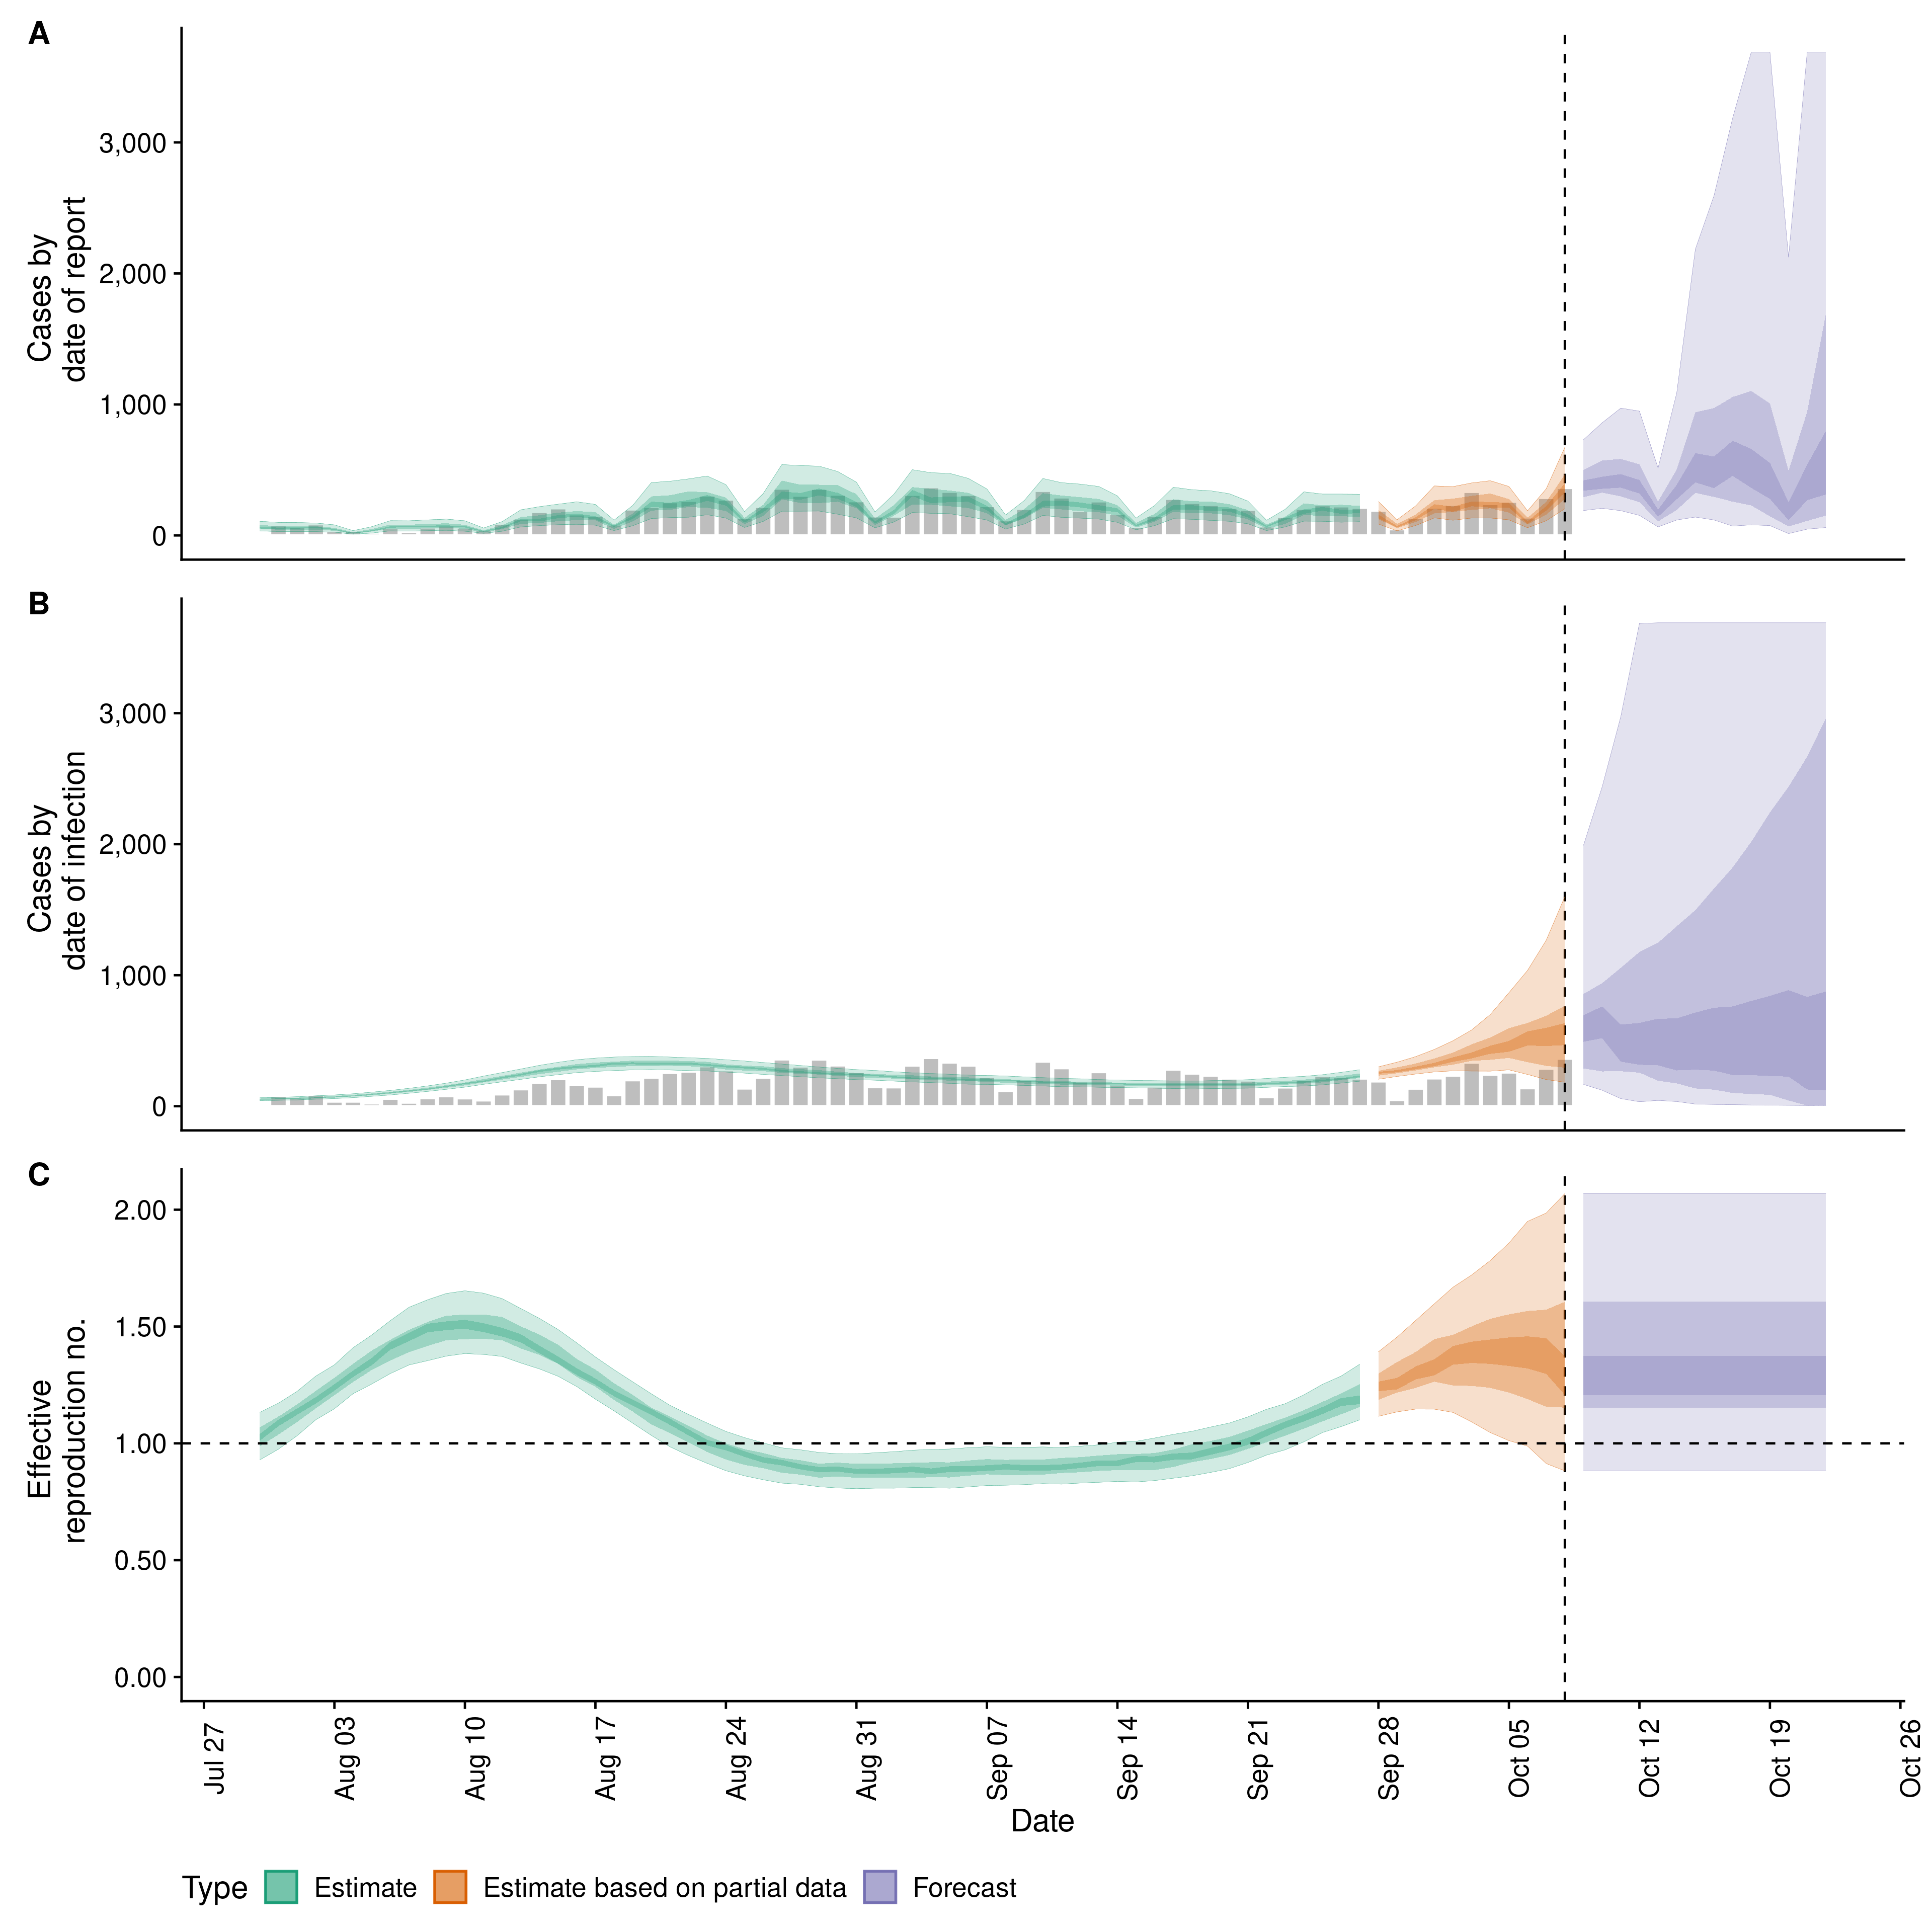 A
Cases by
date of report
3,000
2,000
1,000
0
B
Cases by
date of infection
3,000
2,000
1,000
0
C
Effective
reproduction no.
2.00
1.50
1.00
0.50
0.00
Jul 27
Aug 03
Aug 10
Aug 17
Aug 24
Aug 31
Sep 07
Sep 14
Sep 21
Sep 28
Oct 05
Oct 12
Oct 19
Oct 26
Date
Type Estimate Estimate based on partial data Forecast